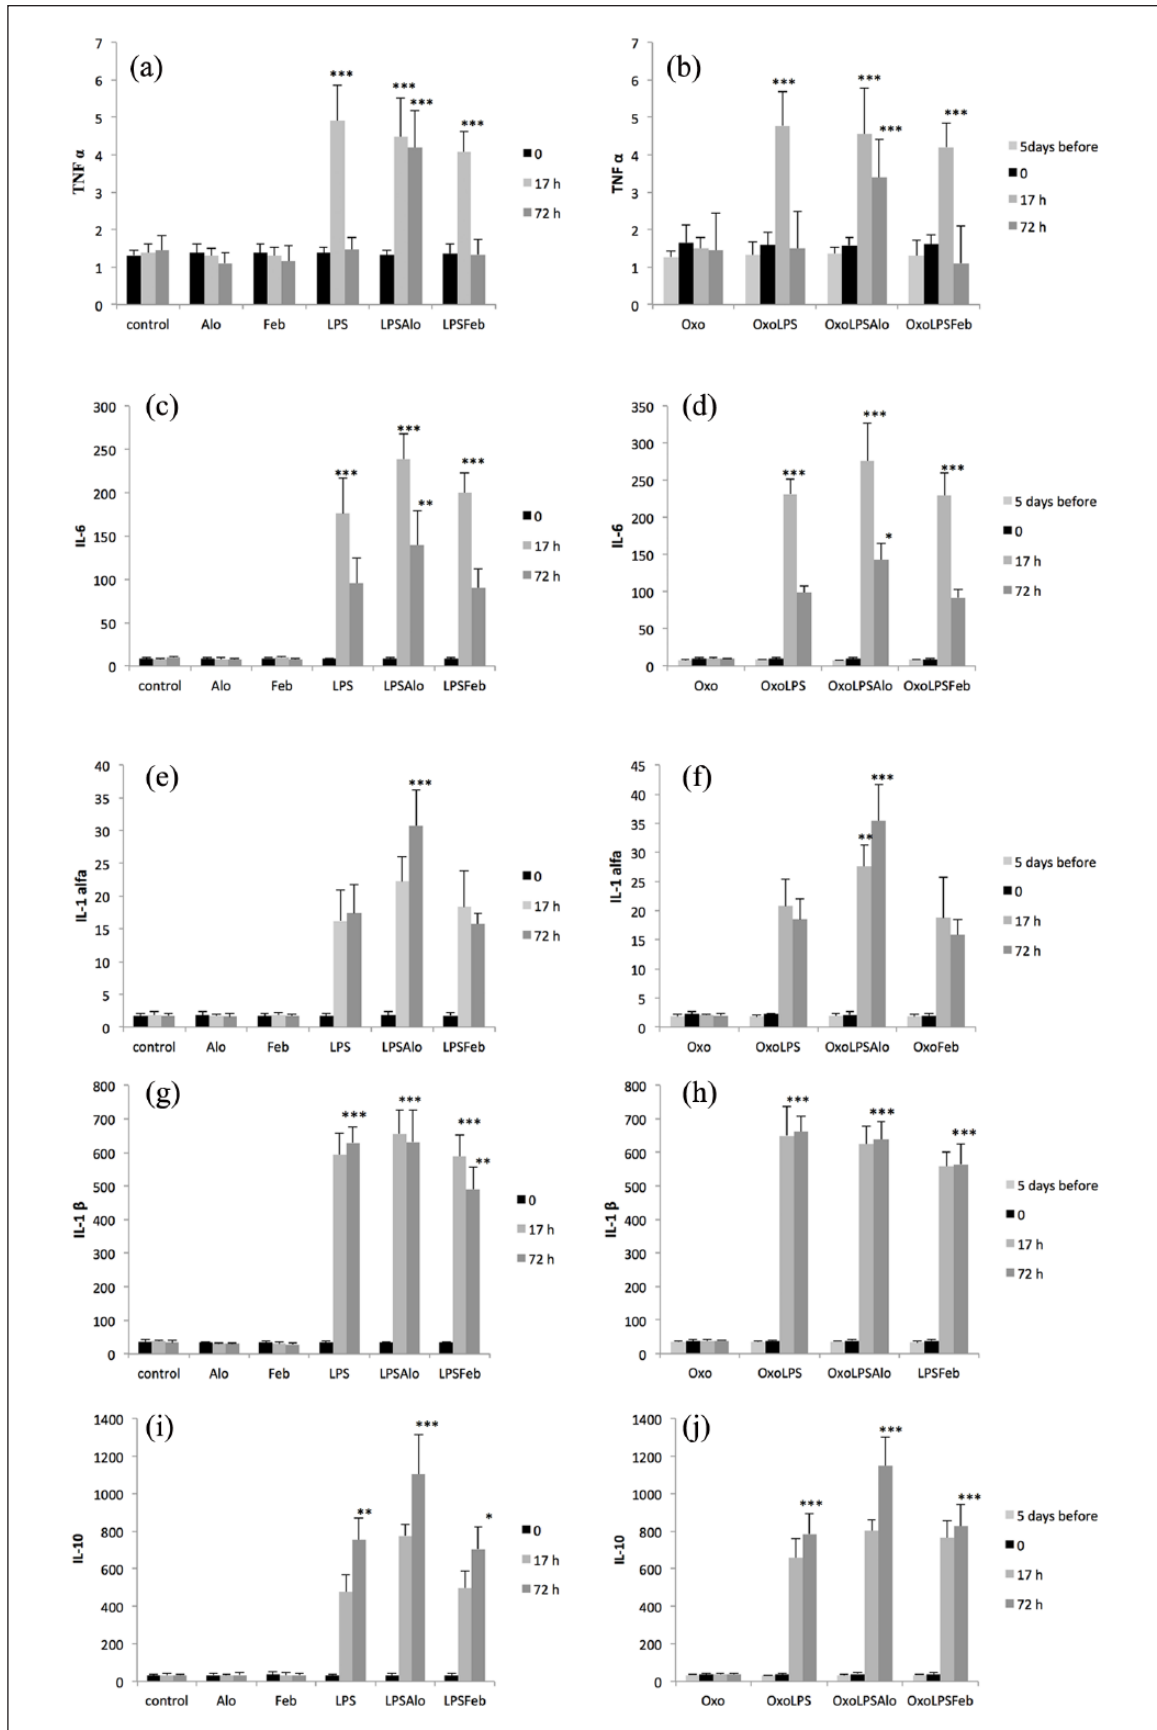 (a)
TNF α
7
6
5
4
3
2
1
0
*** *** *** ***
control Alo Feb LPS LPSAlo LPSFeb
0
17 h
72 h
(b)
TNF α
7
6
5
4
3
2
1
0
*** *** *** ***
Oxo OxoLPS OxoLPSAlo OxoLPSFeb
5days before
0
17 h
72 h
(c)
IL-6
300
250
200
150
100
50
0
*** *** ** ***
control Alo Feb LPS LPSAlo LPSFeb
0
17 h
72 h
(d)
IL-6
350
300
250
200
150
100
50
0
*** *** * ***
Oxo OxoLPS OxoLPSAlo OxoLPSFeb
5 days before
0
17 h
72 h
(e)
IL-1 alfa
40
35
30
25
20
15
10
5
0
***
control Alo Feb LPS LPSAlo LPSFeb
0
17 h
72 h
(f)
IL-1 alfa
45
40
35
30
25
20
15
10
5
0
** ***
Oxo OxoLPS OxoLPSAlo OxoFeb
5 days before
0
17 h
72 h
(g)
IL-1 β
800
700
600
500
400
300
200
100
0
*** *** *** **
control Alo Feb LPS LPSAlo LPSFeb
0
17 h
72 h
(h)
IL-1 β
800
700
600
500
400
300
200
100
0
*** *** ***
Oxo OxoLPS OxoLPSAlo LPSFeb
5 days before
0
17 h
72 h
(i)
IL-10
1400
1200
1000
800
600
400
200
0
** *** *
control Alo Feb LPS LPSAlo LPSFeb
0
17 h
72 h
(j)
IL-10
1400
1200
1000
800
600
400
200
0
*** *** ***
Oxo OxoLPS OxoLPSAlo OxoLPSFeb
5 days before
0
17 h
72 h